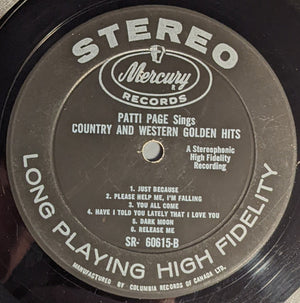 STEREO
Mercury
RECORDS
PATTI PAGE Sings
COUNTRY AND WESTERN GOLDEN HITS
A Stereophonic
High Fidelity
Recording
1. JUST BECAUSE
2. PLEASE HELP ME, I'M FALLING
3. YOU ALL COME
4. HAVE I TOLD YOU LATELY THAT I LOVE YOU
5. DARK MOON
6. RELEASE ME
SR- 60615-B
LONG PLAYING HIGH FIDELITY
MANUFACTURED BY COLUMBIA RECORDS OF CANADA LTD.